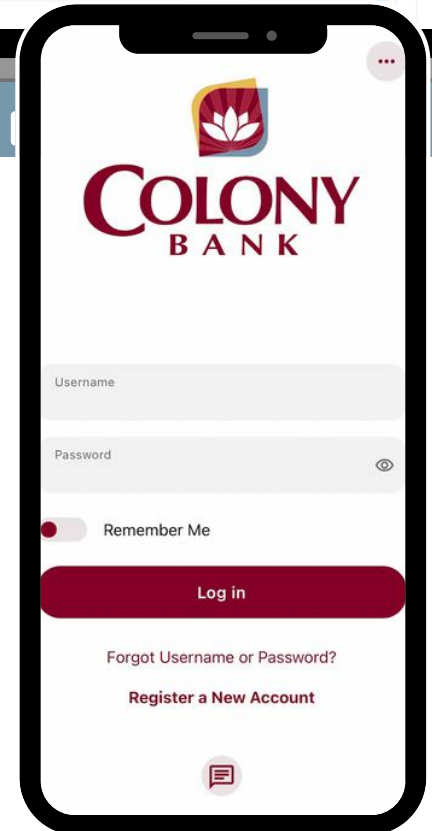 COLONY
BANK
Username
Password
Remember Me
Log in
Forgot Username or Password?
Register a New Account